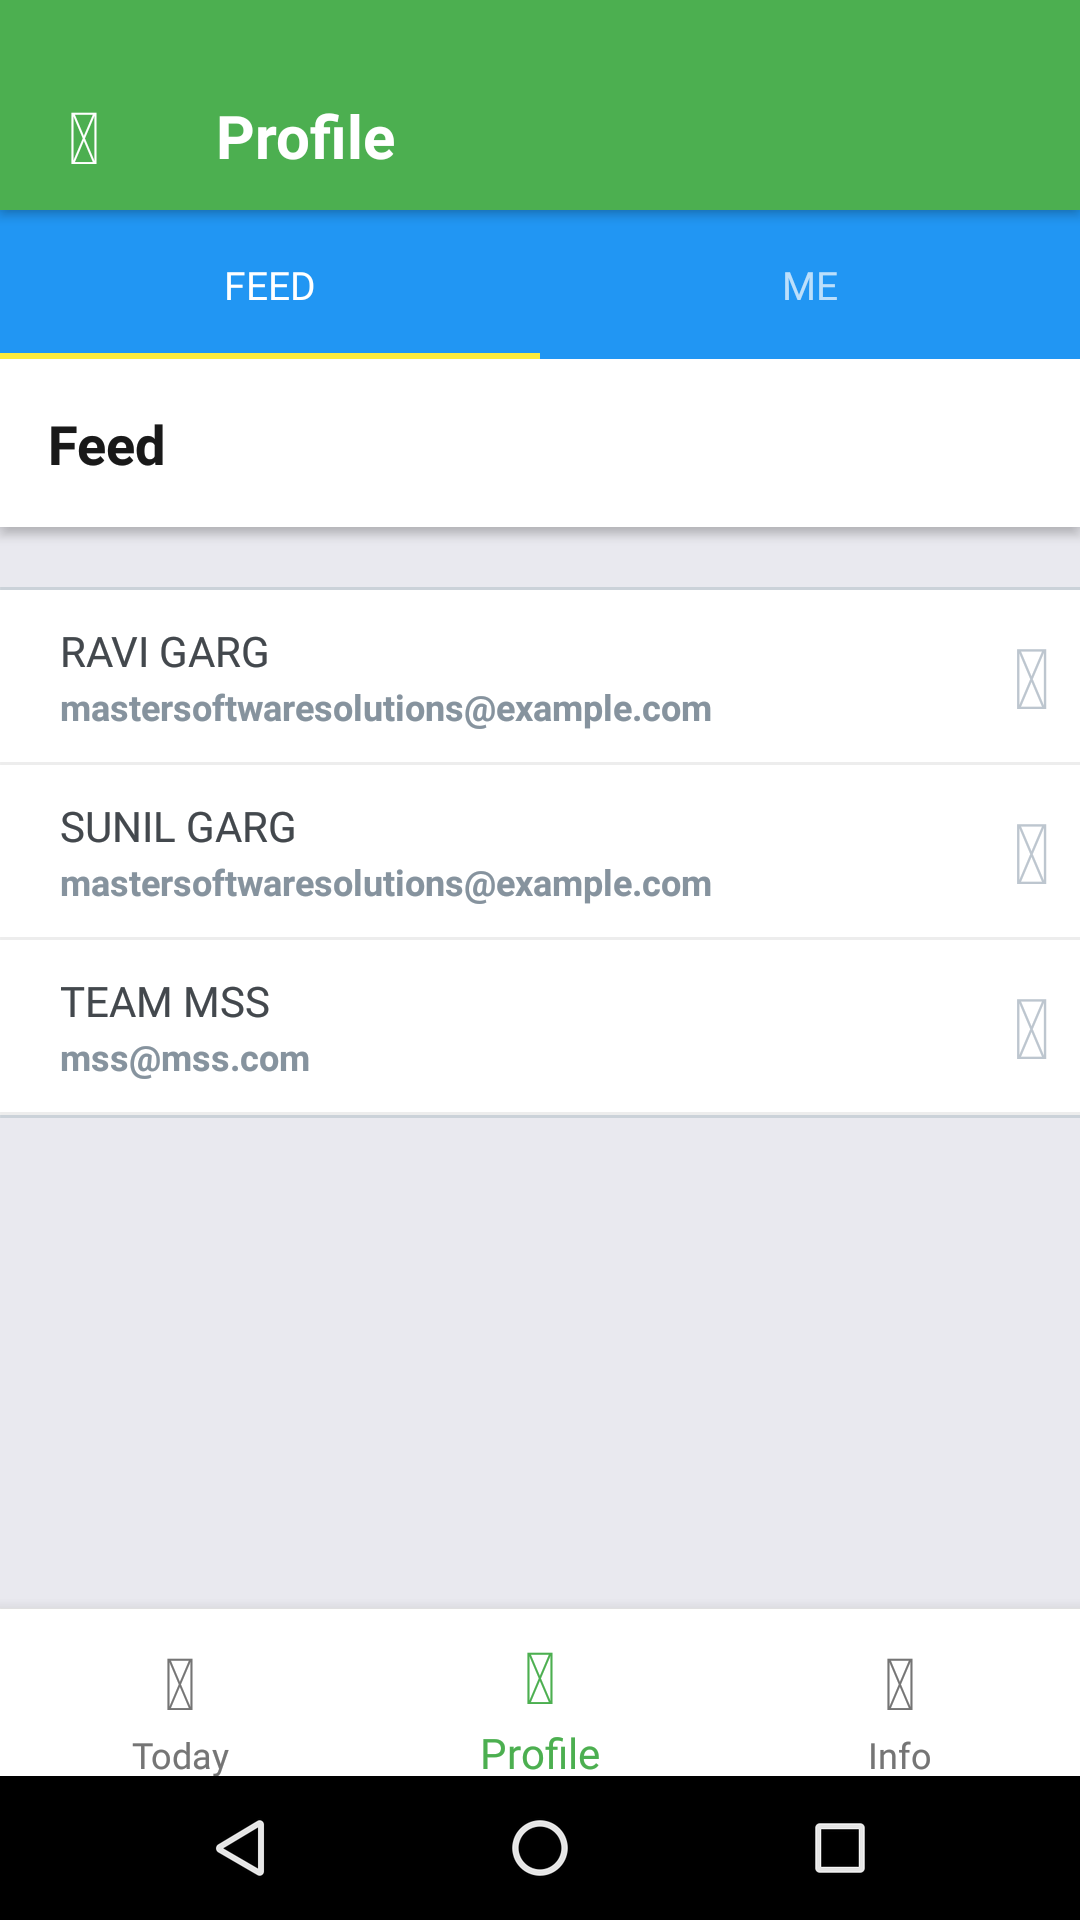 Profile
FEED
ME
Feed
RAVI GARG
mastersoftwaresolutions@example.com
SUNIL GARG
mastersoftwaresolutions@example.com
TEAM MSS
mss@mss.com
Today
Profile
Info